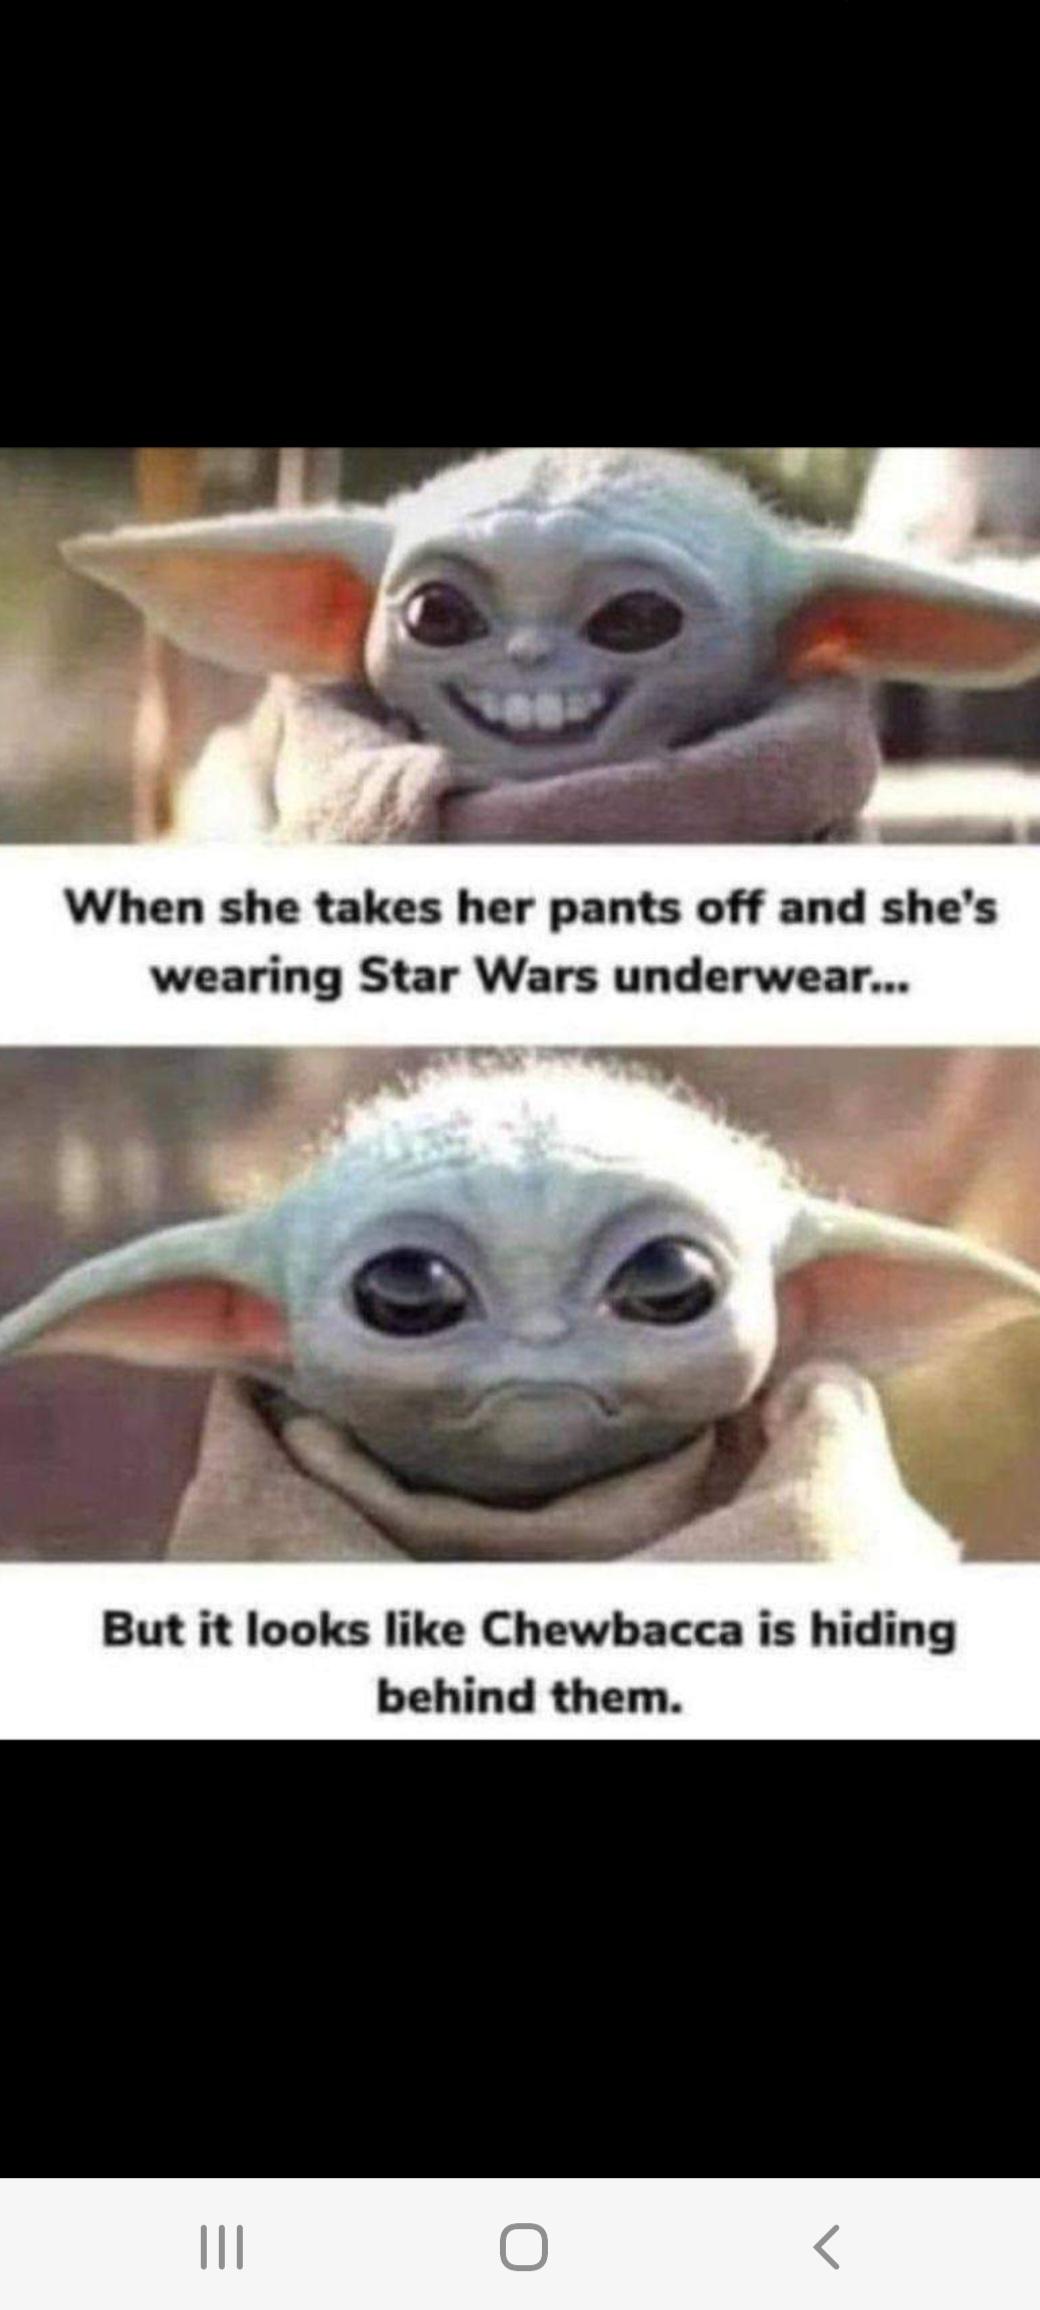 When she takes her pants off and she's
wearing Star Wars underwear...
But it looks like Chewbacca is hiding
behind them.